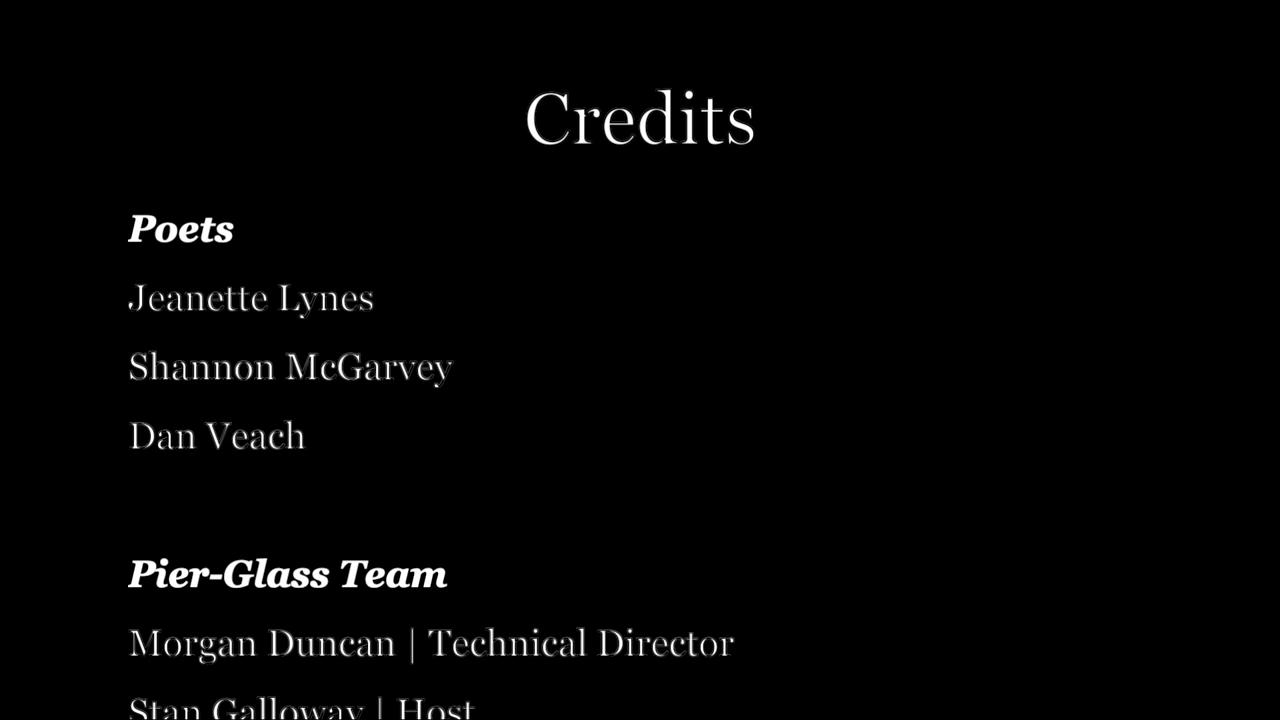 Credits
Poets
Jeanette Lynes
Shannon McGarvey
Dan Veach
Pier-Glass Team
Morgan Duncan | Technical Director
Stan Galloway | Host